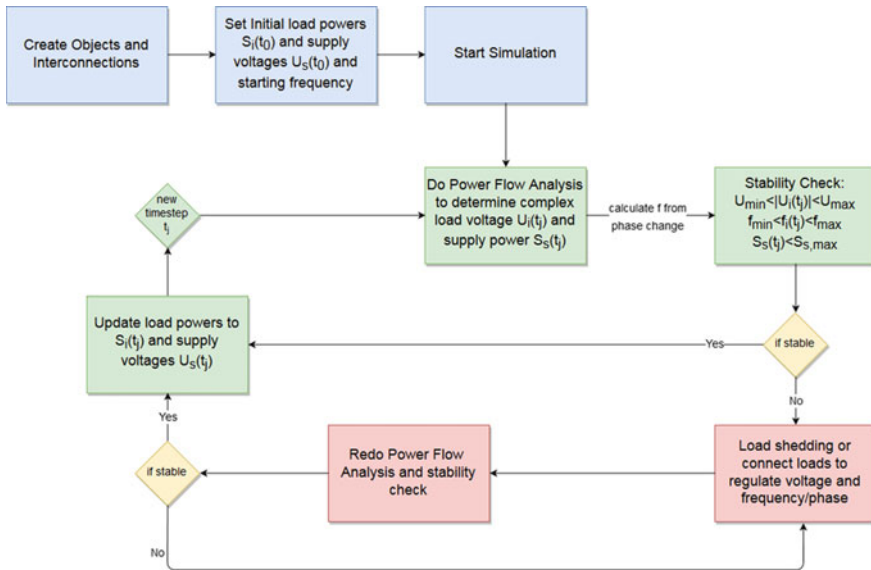 Create Objects and
Interconnections
Set Initial load powers
Si(t0) and supply
voltages Us(t0) and
starting frequency
Start Simulation
new
timestep
tj
Do Power Flow Analysis
to determine complex
load voltage Ui(tj) and
supply power Ss(tj)
calculate f from
phase change
Stability Check:
Umin<|Ui(tj)|<Umax
fmin<fi(tj)<fmax
Ss(tj)<Ss,max
Update load powers to
Si(tj) and supply
voltages Us(tj)
Yes
if stable
No
Yes
if stable
Redo Power Flow
Analysis and stability
check
Load shedding or
connect loads to
regulate voltage and
frequency/phase
No